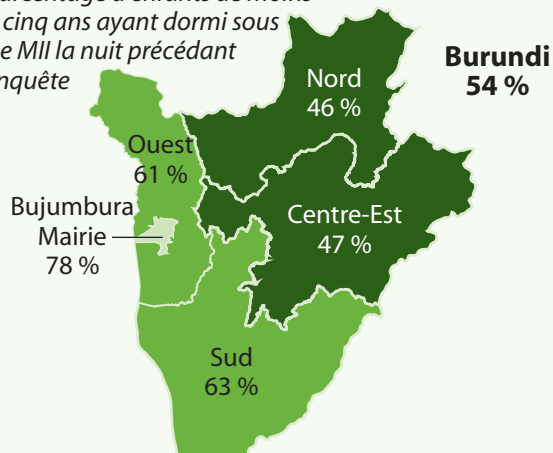 cinq ans ayant dormi sous
e MII la nuit précédant
nquête
Burundi
54 %
Nord
46 %
Ouest
61 %
Bujumbura
Mairie
78 %
Centre-Est
47 %
Sud
63 %